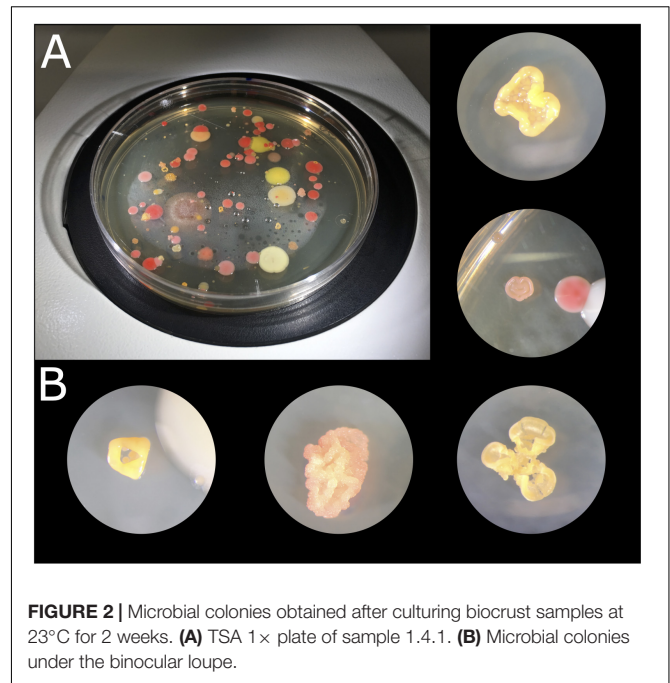 A
B
FIGURE 2 | Microbial colonies obtained after culturing biocrust samples at
23°C for 2 weeks. (A) TSA 1× plate of sample 1.4.1. (B) Microbial colonies
under the binocular loupe.